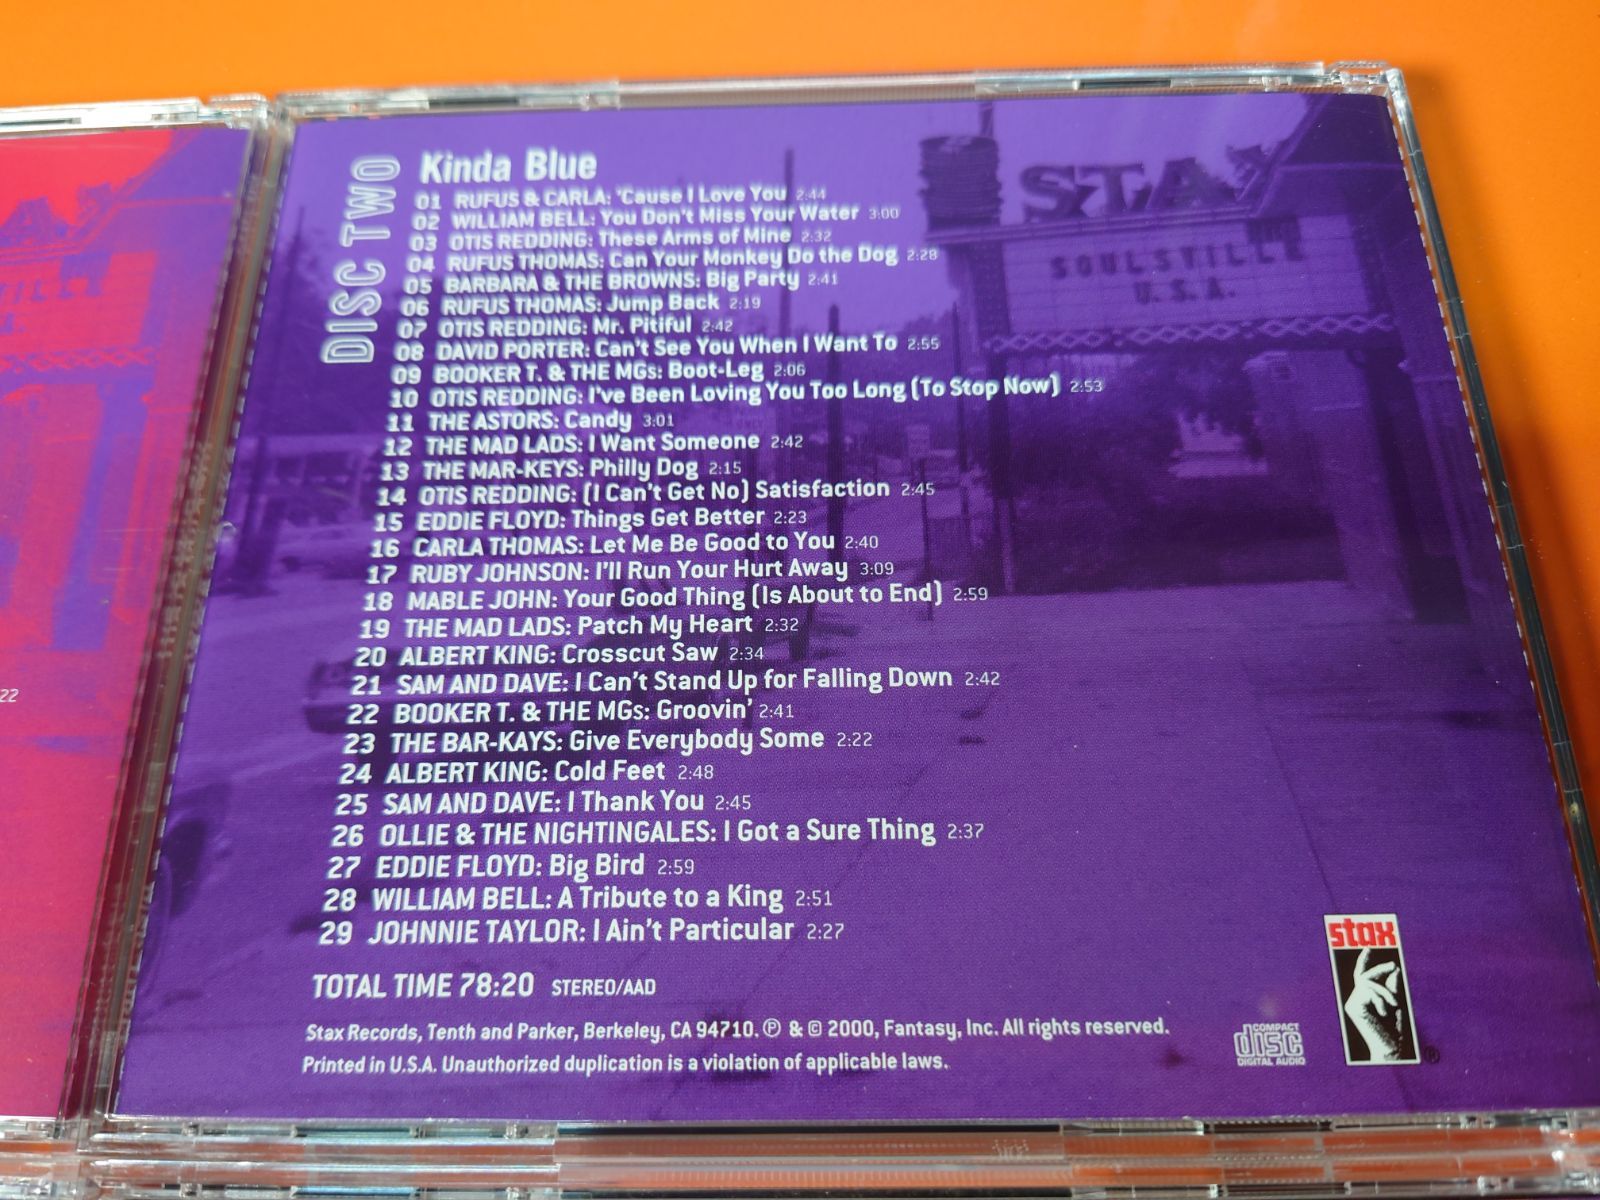 DISC TWO
Kinda Blue
01 RUFUS & CARLA: 'Cause I Love You 2:44
02 WILLIAM BELL: You Don't Miss Your Water 3:00
03 OTIS REDDING: These Arms of Mine 2:32
04 RUFUS THOMAS: Can Your Monkey Do the Dog 2:28
05 BARBARA & THE BROWNS: Big Party 2:41
06 RUFUS THOMAS: Jump Back 2:19
07 OTIS REDDING: Mr. Pitiful 2:42
08 DAVID PORTER: Can't See You When I Want To 2:55
09 BOOKER T. & THE MGs: Boot-Leg 2:06
10 OTIS REDDING: I've Been Loving You Too Long (To Stop Now) 2:53
11 THE ASTORS: Candy 3:01
12 THE MAD LADS: I Want Someone 2:42
13 THE MAR-KEYS: Philly Dog 2:15
14 OTIS REDDING: (I Can't Get No) Satisfaction 2:45
15 EDDIE FLOYD: Things Get Better 2:23
16 CARLA THOMAS: Let Me Be Good to You 2:40
17 RUBY JOHNSON: I'll Run Your Hurt Away 3:09
18 MABLE JOHN: Your Good Thing (Is About to End) 2:59
19 THE MAD LADS: Patch My Heart 2:32
20 ALBERT KING: Crosscut Saw 2:34
21 SAM AND DAVE: I Can't Stand Up for Falling Down 2:42
22 BOOKER T. & THE MGs: Groovin' 2:41
23 THE BAR-KAYS: Give Everybody Some 2:22
24 ALBERT KING: Cold Feet 2:48
25 SAM AND DAVE: I Thank You 2:45
26 OLLIE & THE NIGHTINGALES: I Got a Sure Thing 2:37
27 EDDIE FLOYD: Big Bird 2:59
28 WILLIAM BELL: A Tribute to a King 2:51
29 JOHNNIE TAYLOR: I Ain't Particular 2:27
TOTAL TIME 78:20 STEREO/AAD
Stax Records, Tenth and Parker, Berkeley, CA 94710. ℗ & © 2000, Fantasy, Inc. All rights reserved.
Printed in U.S.A. Unauthorized duplication is a violation of applicable laws.
COMPACT
disc
DIGITAL AUDIO
stax
®
STAX
SOULSVILLE
U.S.A.
22